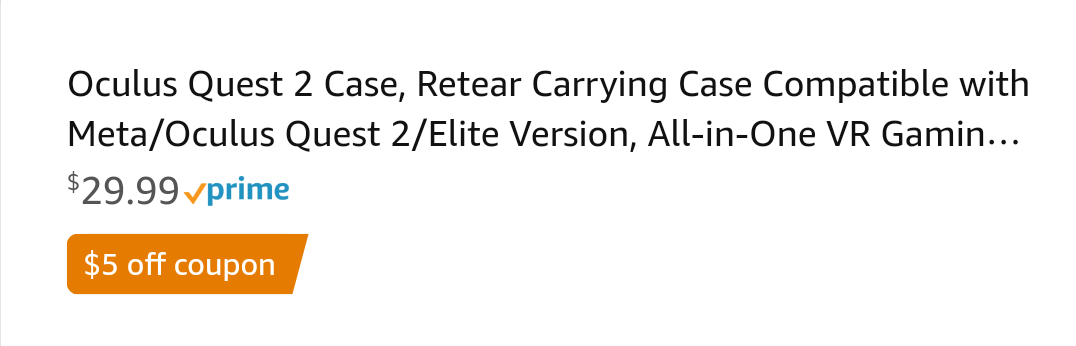 Oculus Quest 2 Case, Retear Carrying Case Compatible with
Meta/Oculus Quest 2/Elite Version, All-in-One VR Gamin...
$29.99 prime
$5 off coupon